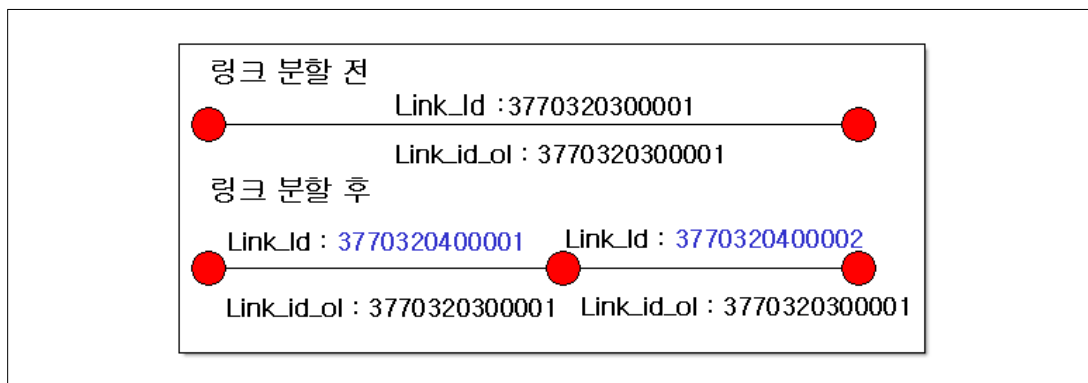 링크 분할 전
Link_Id : 3770320300001
Link_id_ol : 3770320300001
링크 분할 후
Link_Id : 3770320400001 Link_Id : 3770320400002
Link_id_ol : 3770320300001 Link_id_ol : 3770320300001